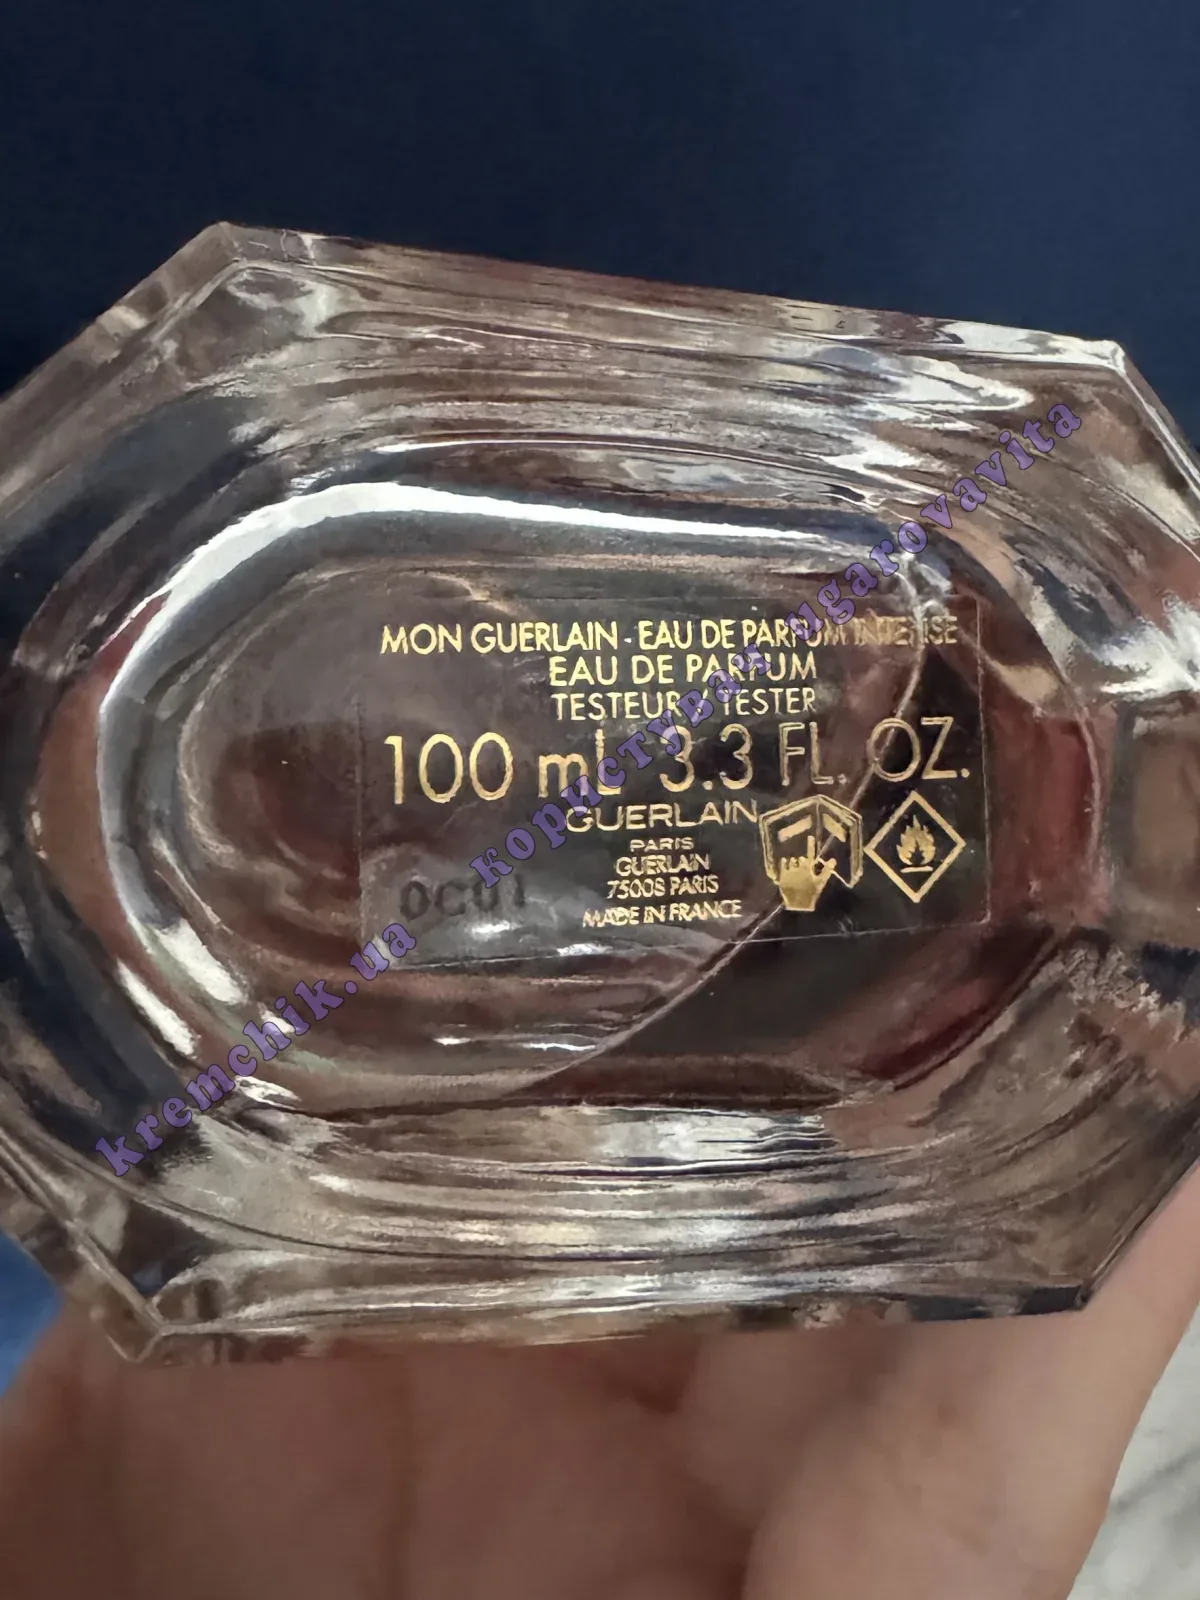 MON GUERLAIN - EAU DE PARFUM INTENSE
EAU DE PARFUM
TESTEUR / TESTER
100 mL 3.3 FL. OZ.
GUERLAIN
PARIS
GUERLAIN
75008 PARIS
MADE IN FRANCE
0C01
kremchik.ua користувач ugarovavita